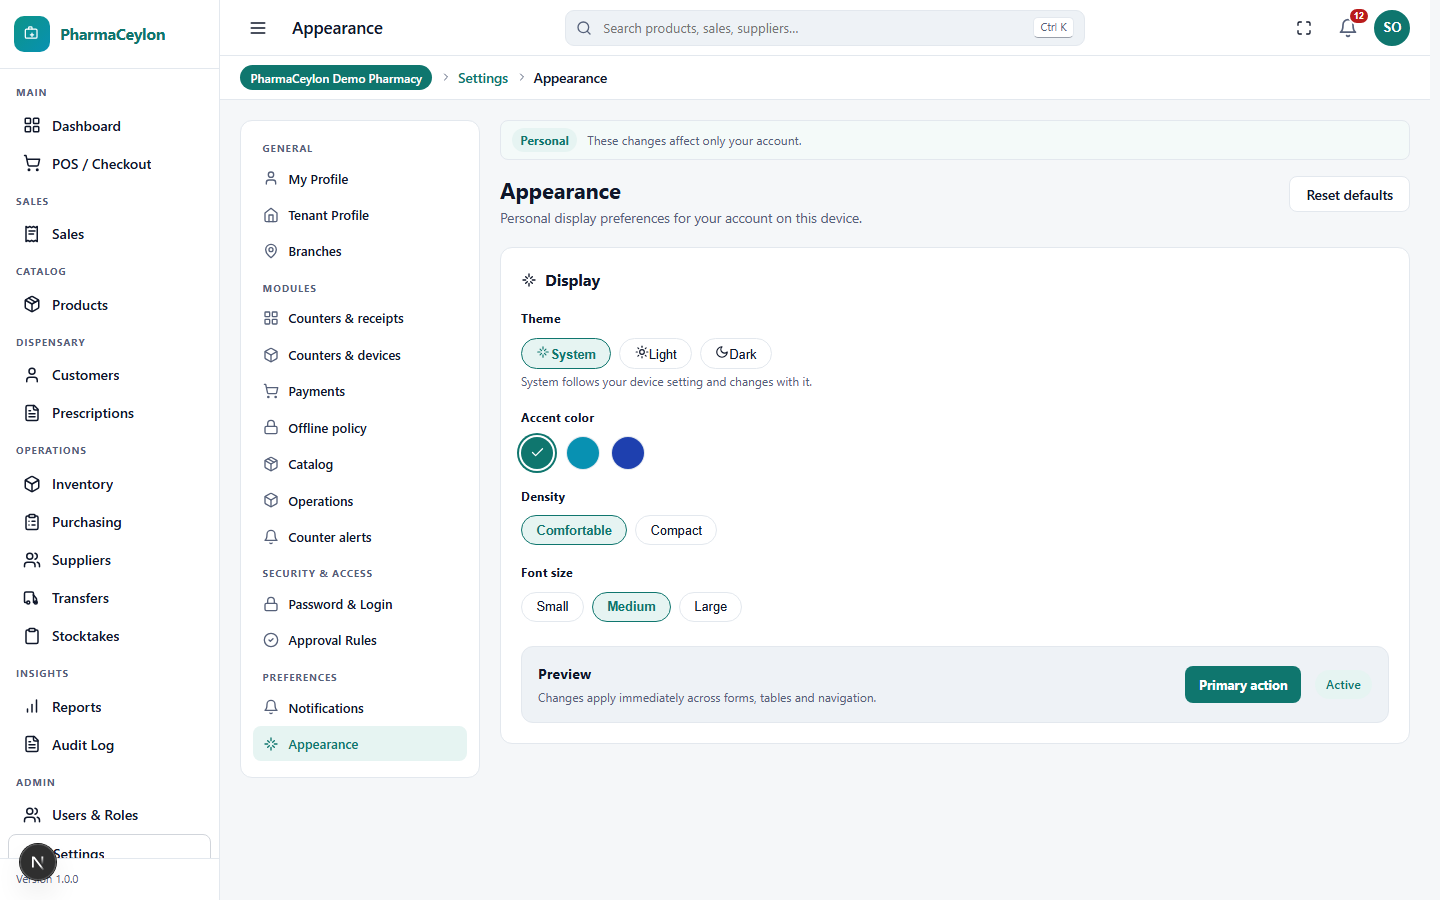 PharmaCeylon
Appearance
Search products, sales, suppliers...
Ctrl K
12
SO
PharmaCeylon Demo Pharmacy
Settings
Appearance
MAIN
Dashboard
POS / Checkout
SALES
Sales
CATALOG
Products
DISPENSARY
Customers
Prescriptions
OPERATIONS
Inventory
Purchasing
Suppliers
Transfers
Stocktakes
INSIGHTS
Reports
Audit Log
ADMIN
Users & Roles
Settings
N
Version 1.0.0
GENERAL
My Profile
Tenant Profile
Branches
MODULES
Counters & receipts
Counters & devices
Payments
Offline policy
Catalog
Operations
Counter alerts
SECURITY & ACCESS
Password & Login
Approval Rules
PREFERENCES
Notifications
Appearance
Personal These changes affect only your account.
Appearance
Personal display preferences for your account on this device.
Reset defaults
Display
Theme
System Light Dark
System follows your device setting and changes with it.
Accent color
Density
Comfortable Compact
Font size
Small Medium Large
Preview
Changes apply immediately across forms, tables and navigation.
Primary action
Active